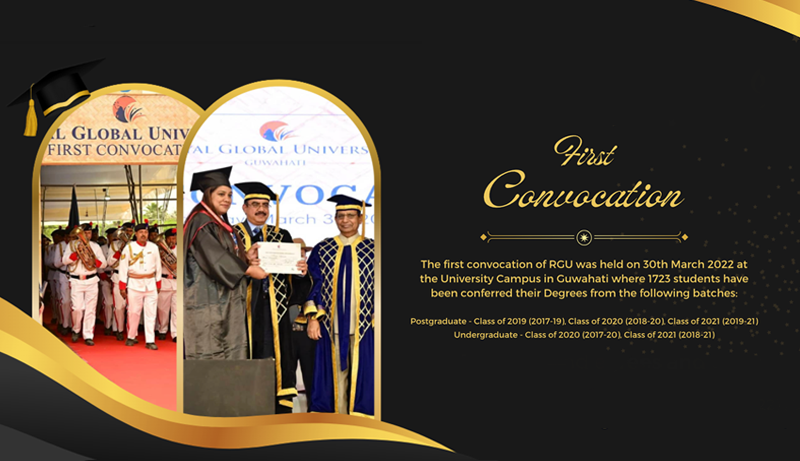 AL GLOBAL UNIV
FIRST CONVOCAT
YAL GLOBAL UNIVERS
GUWAHATI
NVOCA
March 30
First
Convocation
The first convocation of RGU was held on 30th March 2022 at
the University Campus in Guwahati where 1723 students have
been conferred their Degrees from the following batches:
Postgraduate - Class of 2019 (2017-19), Class of 2020 (2018-20), Class of 2021 (2019-21)
Undergraduate - Class of 2020 (2017-20), Class of 2021 (2018-21)